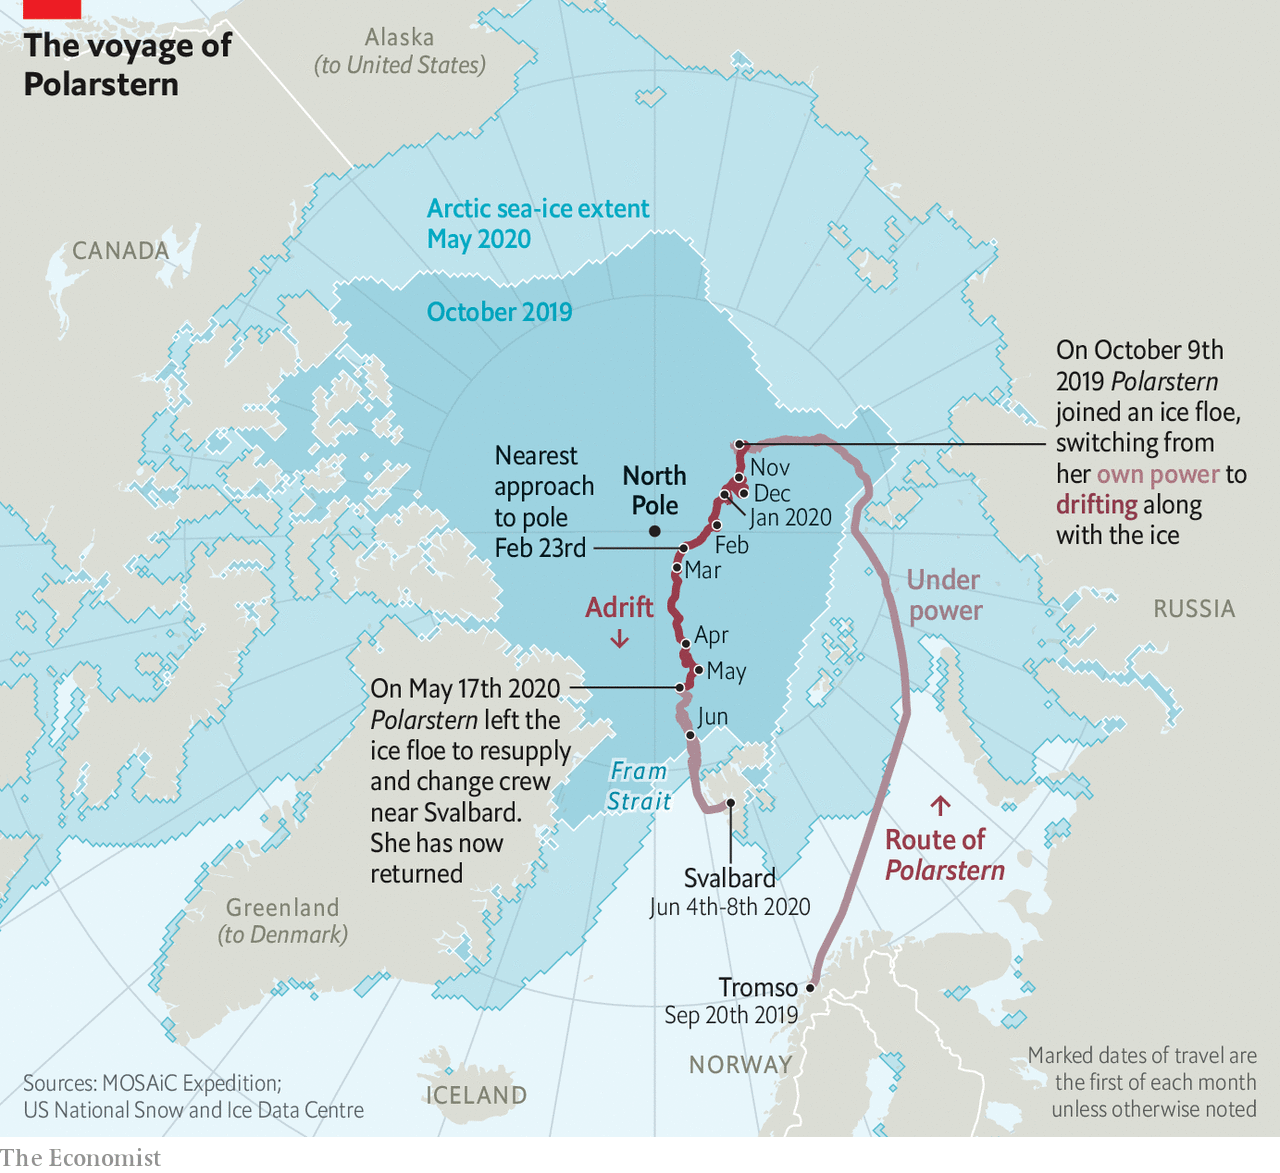 The voyage of
Polarstern
Alaska
(to United States)
CANADA
Arctic sea-ice extent
May 2020
October 2019
On October 9th
2019 Polarstern
joined an ice floe,
switching from
her own power to
drifting along
with the ice
Nearest
approach
to pole
Feb 23rd
North
Pole
Nov
Dec
Jan 2020
Feb
Mar
Adrift
Apr
May
Jun
Under
power
RUSSIA
On May 17th 2020
Polarstern left the
ice floe to resupply
and change crew
near Svalbard.
She has now
returned
Fram
Strait
Route of
Polarstern
Svalbard
Jun 4th-8th 2020
Greenland
(to Denmark)
Tromso
Sep 20th 2019
NORWAY
ICELAND
Sources: MOSAiC Expedition;
US National Snow and Ice Data Centre
Marked dates of travel are
the first of each month
unless otherwise noted
The Economist